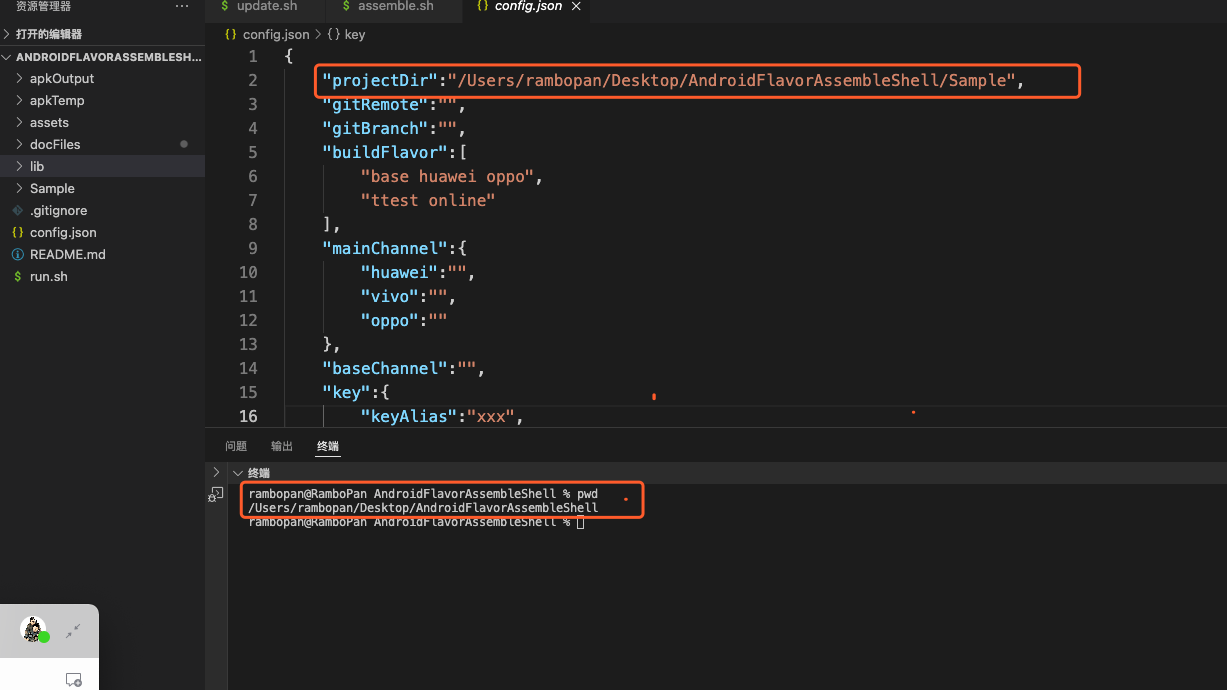 资源管理器
···
$ update.sh
$ assemble.sh
{} config.json ×
> 打开的编辑器
ANDROIDFLAVORASSEMBLESH...
> apkOutput
> apkTemp
> assets
> docFiles
> lib
> Sample
.gitignore
{} config.json
README.md
$ run.sh
{} config.json > {} key
1 {
2 "projectDir":"/Users/rambopan/Desktop/AndroidFlavorAssembleShell/Sample",
3 "gitRemote":"",
4 "gitBranch":"",
5 "buildFlavor":[
6 "base huawei oppo",
7 "ttest online"
8 ],
9 "mainChannel":{
10 "huawei":"",
11 "vivo":"",
12 "oppo":""
13 },
14 "baseChannel":"",
15 "key":{
16 "keyAlias":"xxx",
问题 输出 终端
终端
rambopan@RamboPan AndroidFlavorAssembleShell % pwd
/Users/rambopan/Desktop/AndroidFlavorAssembleShell
rambopan@RamboPan AndroidFlavorAssembleShell %